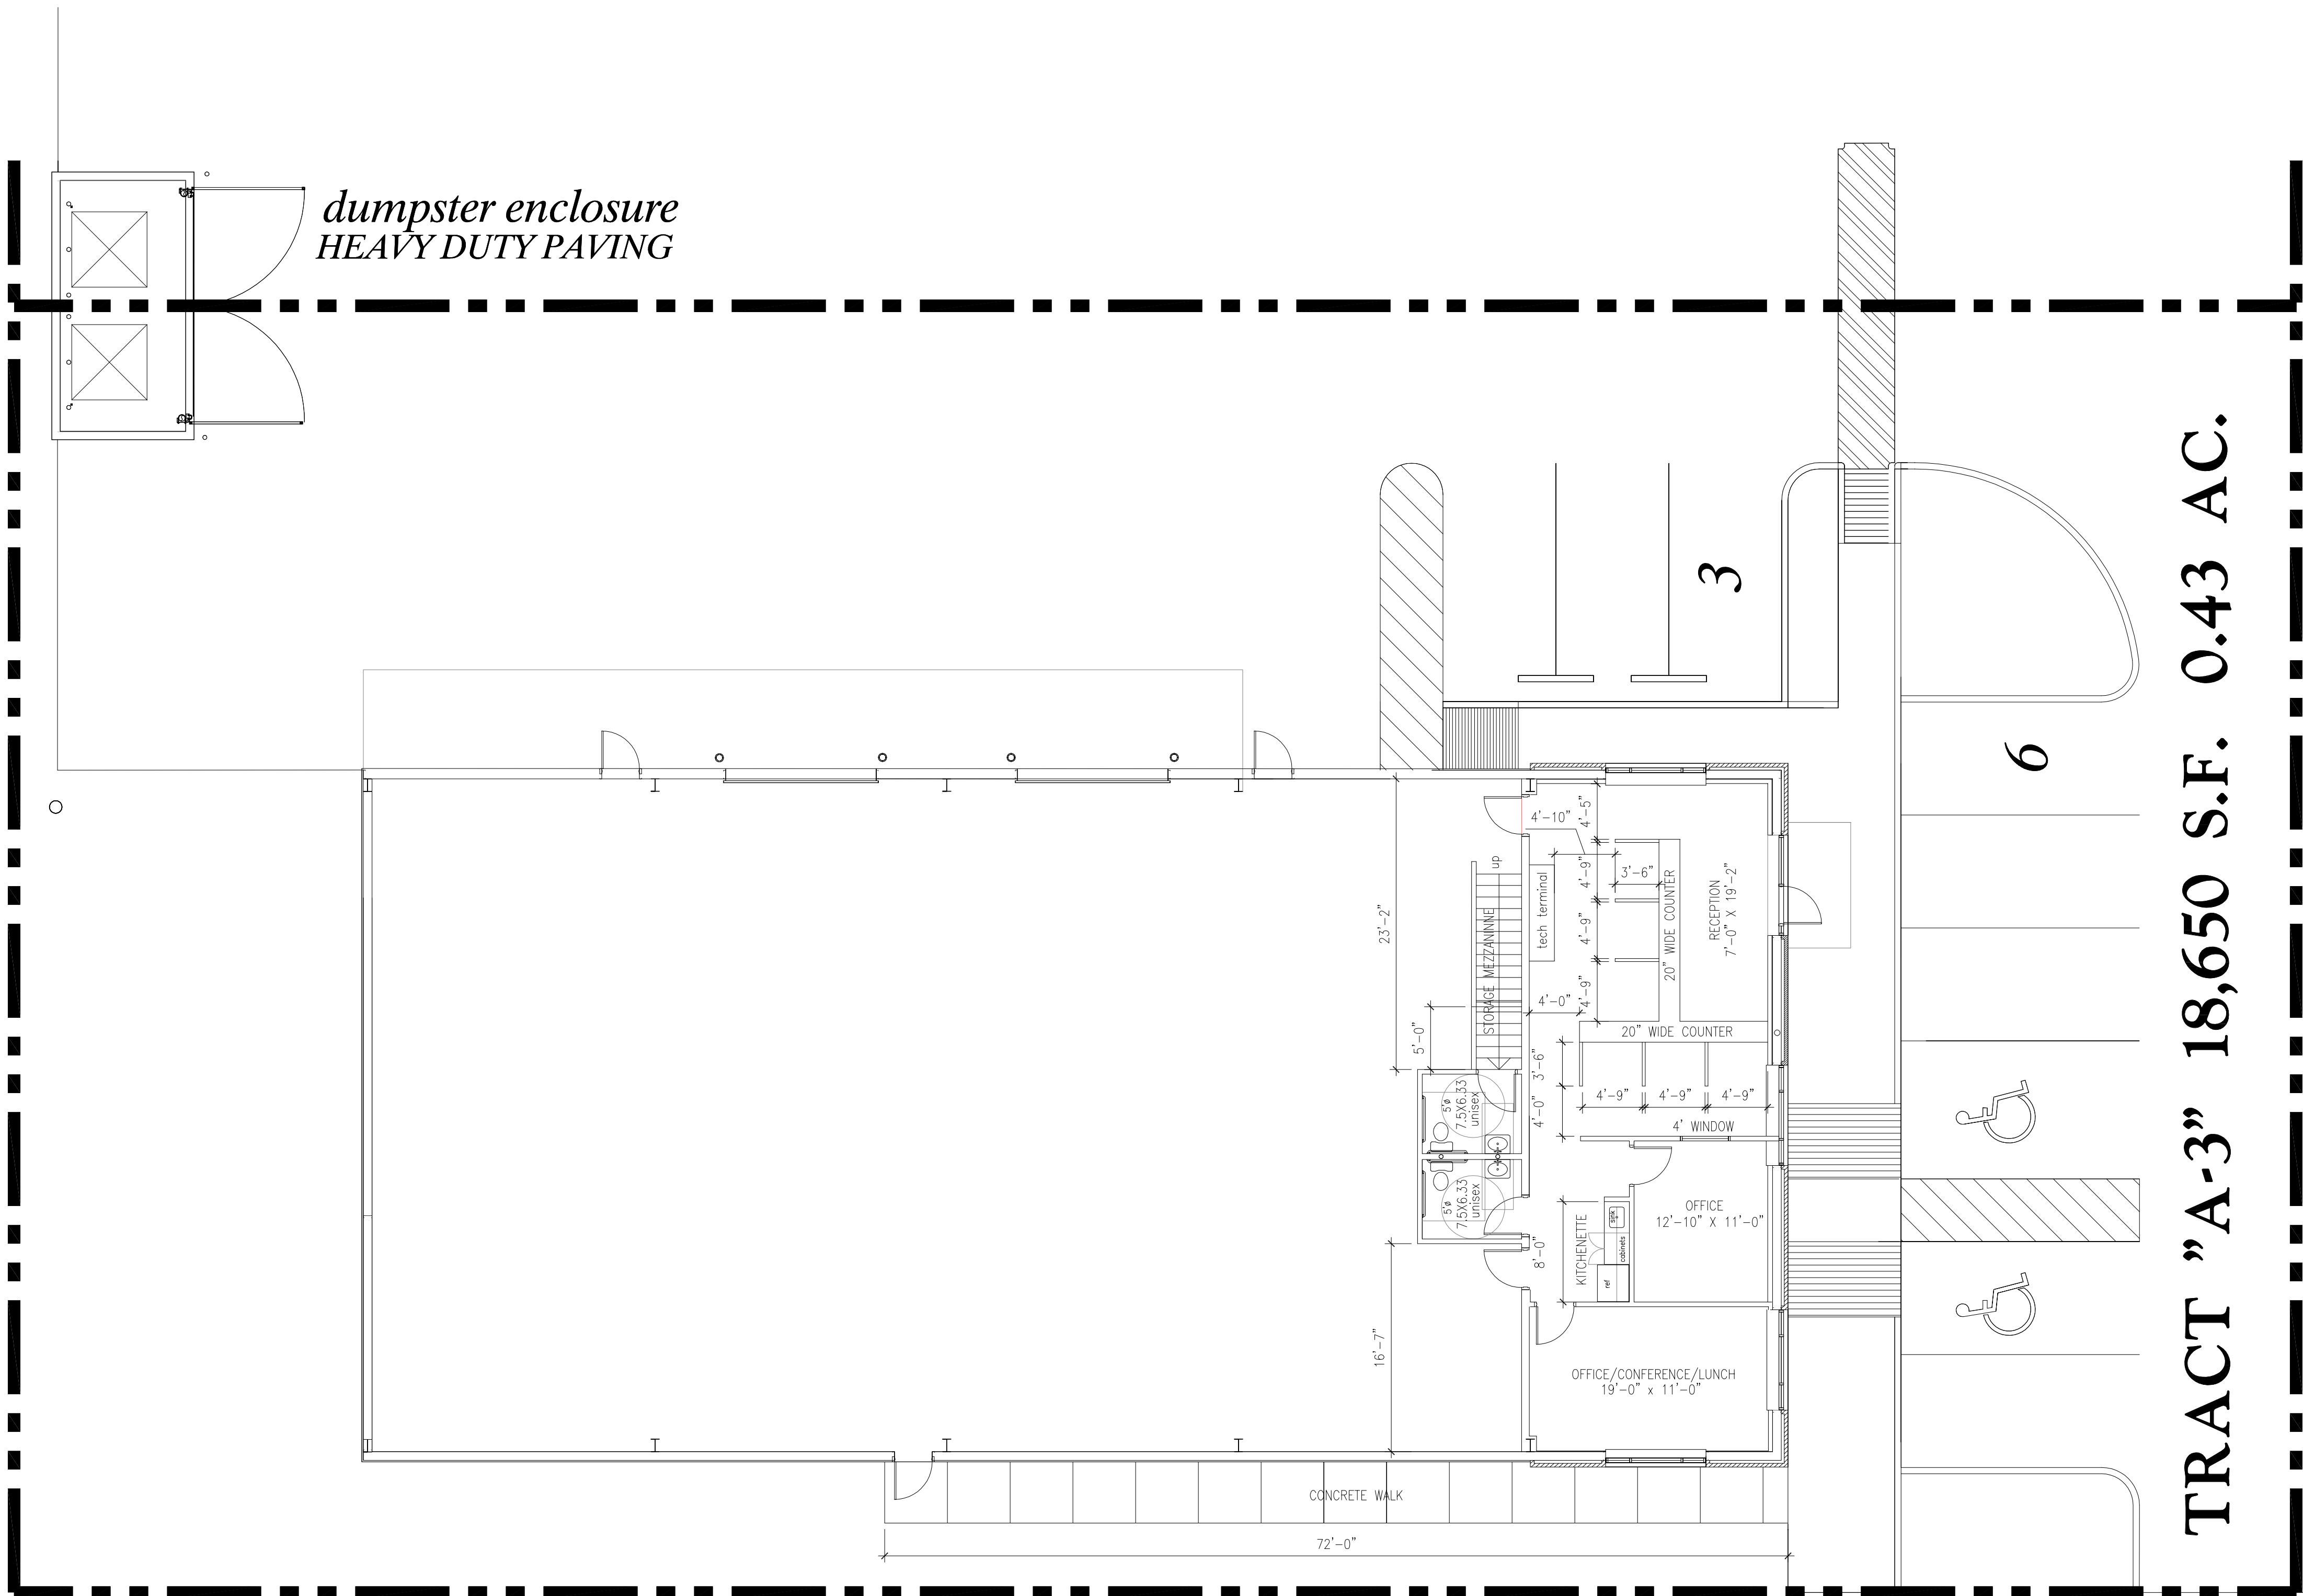 dumpster enclosure
HEAVY DUTY PAVING
3
6
TRACT "A-3" 18,650 S.F. 0.43 AC.
4'-10"
4'-5"
up
3'-6"
4'-9"
4'-9"
4'-9"
tech terminal
20" WIDE COUNTER
RECEPTION
7'-0" X 19'-2"
23'-2"
STORAGE MEZZANINNE
4'-0"
5'-0"
20" WIDE COUNTER
3'-6"
4'-9"
4'-9"
4'-9"
4'-0"
4' WINDOW
5'ø
7.5X6.33
unisex
5'ø
7.5X6.33
unisex
OFFICE
12'-10" X 11'-0"
sink
cabinets
ref
KITCHENETTE
8'-0"
16'-7"
OFFICE/CONFERENCE/LUNCH
19'-0" x 11'-0"
CONCRETE WALK
72'-0"